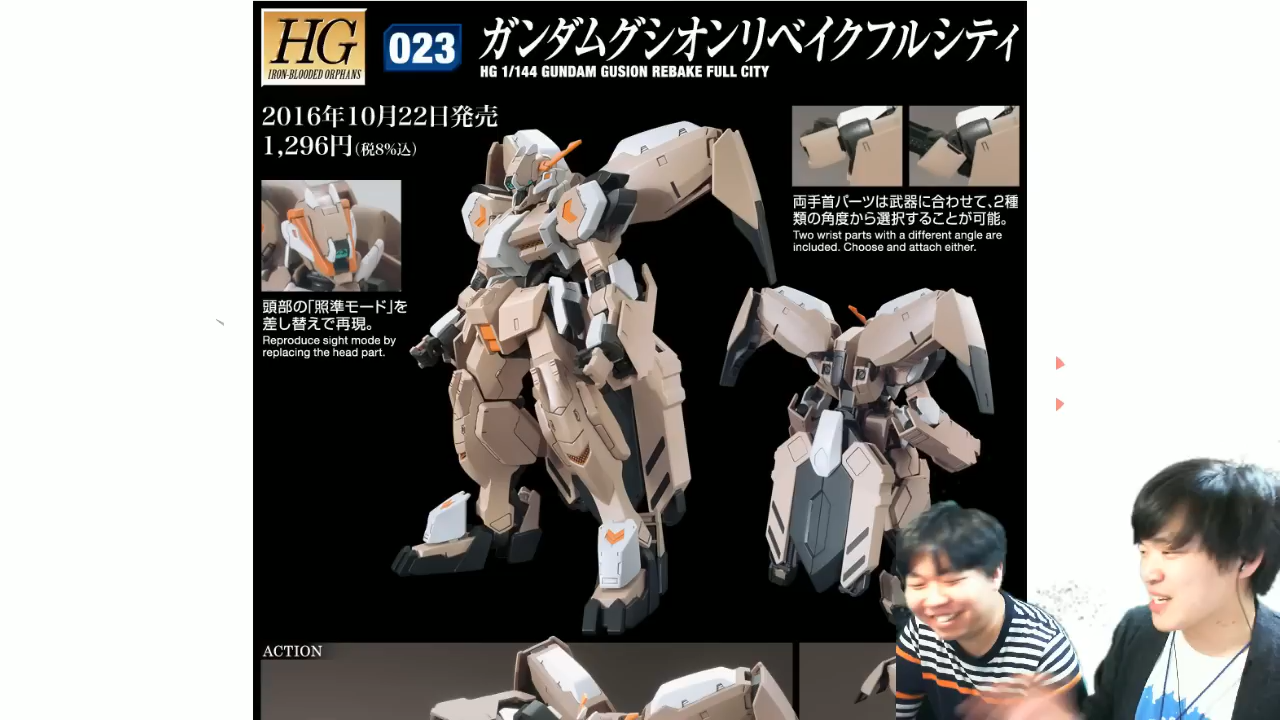 HG
IRON-BLOODED ORPHANS
023
ガンダムグシオンリベイクフルシティ
HG 1/144 GUNDAM GUSION REBAKE FULL CITY
2016年10月22日発売
1,296円(税8%込)
両手首パーツは武器に合わせて、2種
類の角度から選択することが可能。
Two wrist parts with a different angle are
included. Choose and attach either.
頭部の「照準モード」を
差し替えで再現。
Reproduce sight mode by
replacing the head part.
ACTION